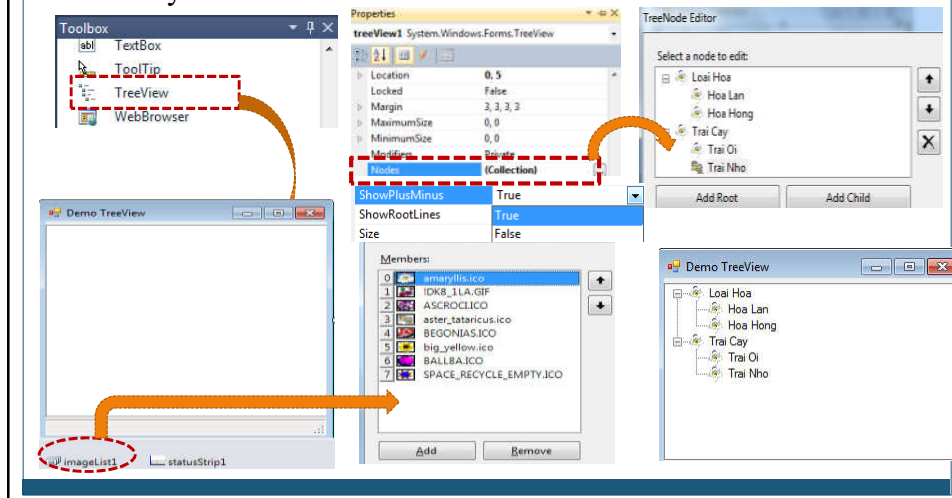 Toolbox
abl TextBox
ToolTip
TreeView
WebBrowser
Properties
treeView1 System.Windows.Forms.TreeView
Location 0, 5
Locked False
Margin 3, 3, 3, 3
MaximumSize 0, 0
MinimumSize 0, 0
Modifiers Private
Nodes (Collection)
ShowPlusMinus True
ShowRootLines True
Size False
TreeNode Editor
Select a node to edit:
Loai Hoa
Hoa Lan
Hoa Hong
Trai Cay
Trai Oi
Trai Nho
Add Root Add Child
Demo TreeView
imageList1 statusStrip1
Members:
0 amaryllis.ico
1 !DK8_1LA.GIF
2 ASCROCI.ICO
3 aster_tataricus.ico
4 BEGONIAS.ICO
5 big_yellow.ico
6 BALLBA.ICO
7 SPACE_RECYCLE_EMPTY.ICO
Add Remove
Demo TreeView
Loai Hoa
Hoa Lan
Hoa Hong
Trai Cay
Trai Oi
Trai Nho